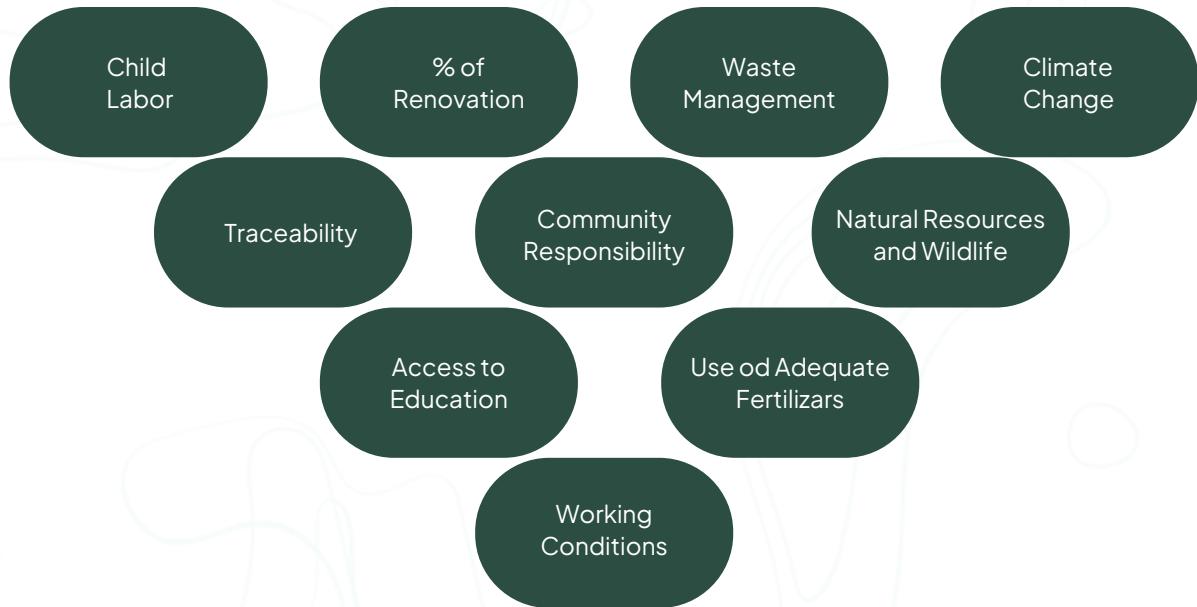 Child
Labor
% of
Renovation
Waste
Management
Climate
Change
Traceability
Community
Responsibility
Natural Resources
and Wildlife
Access to
Education
Use od Adequate
Fertilizars
Working
Conditions